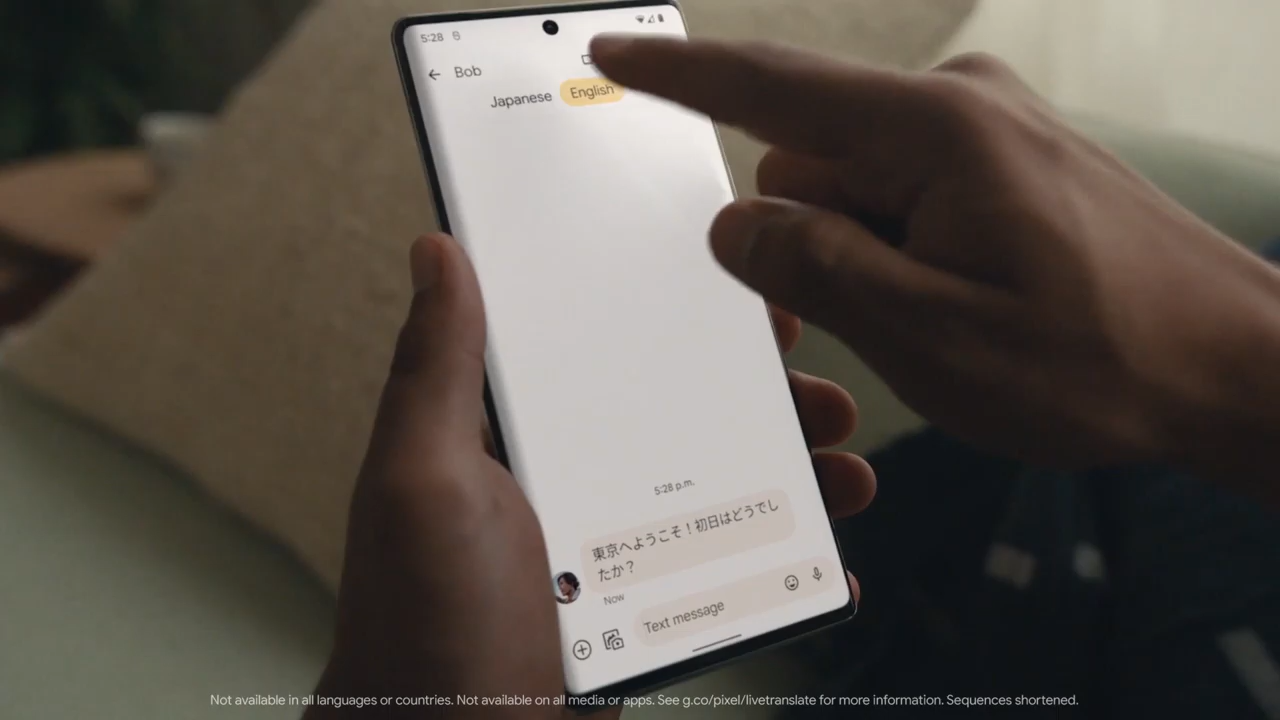 5:28
Bob
Japanese English
5:28 p.m.
東京へようこそ！初日はどうでし
たか？
Now
Text message
Not available in all languages or countries. Not available on all media or apps. See g.co/pixel/livetranslate for more information. Sequences shortened.